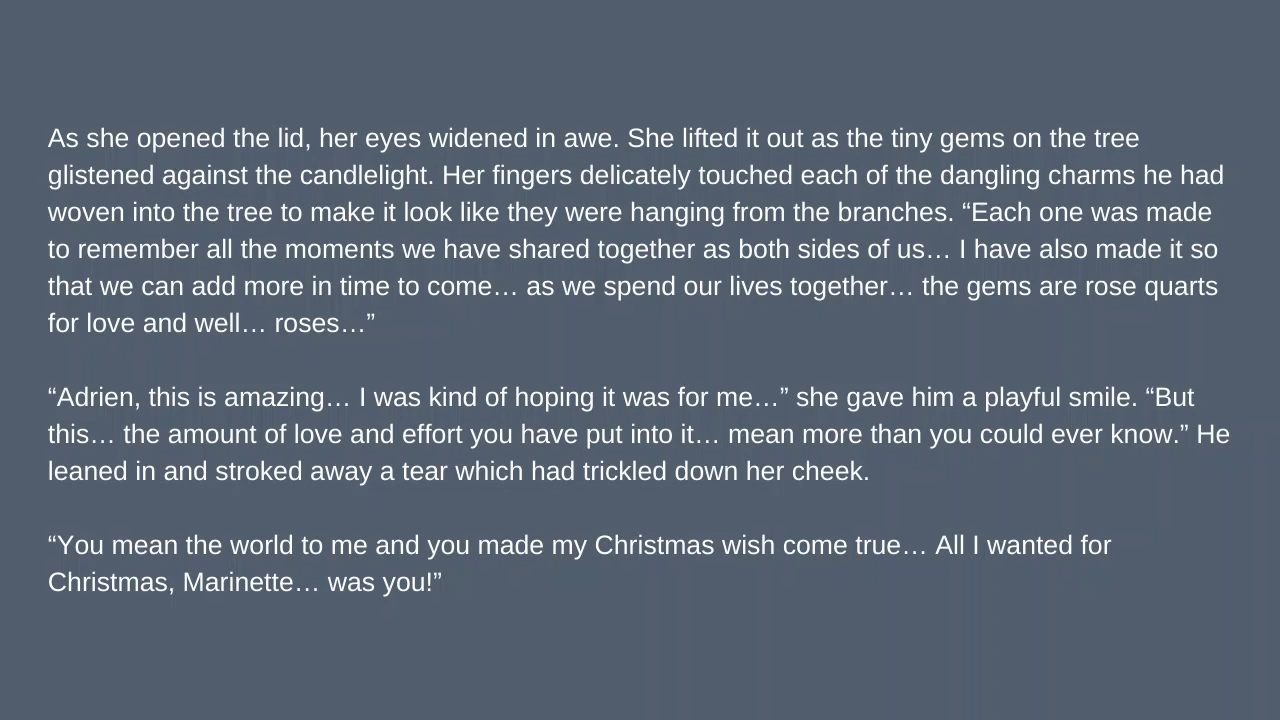 As she opened the lid, her eyes widened in awe. She lifted it out as the tiny gems on the tree
glistened against the candlelight. Her fingers delicately touched each of the dangling charms he had
woven into the tree to make it look like they were hanging from the branches. “Each one was made
to remember all the moments we have shared together as both sides of us… I have also made it so
that we can add more in time to come… as we spend our lives together… the gems are rose quarts
for love and well… roses…”
“Adrien, this is amazing… I was kind of hoping it was for me…” she gave him a playful smile. “But
this… the amount of love and effort you have put into it… mean more than you could ever know.” He
leaned in and stroked away a tear which had trickled down her cheek.
“You mean the world to me and you made my Christmas wish come true… All I wanted for
Christmas, Marinette… was you!”